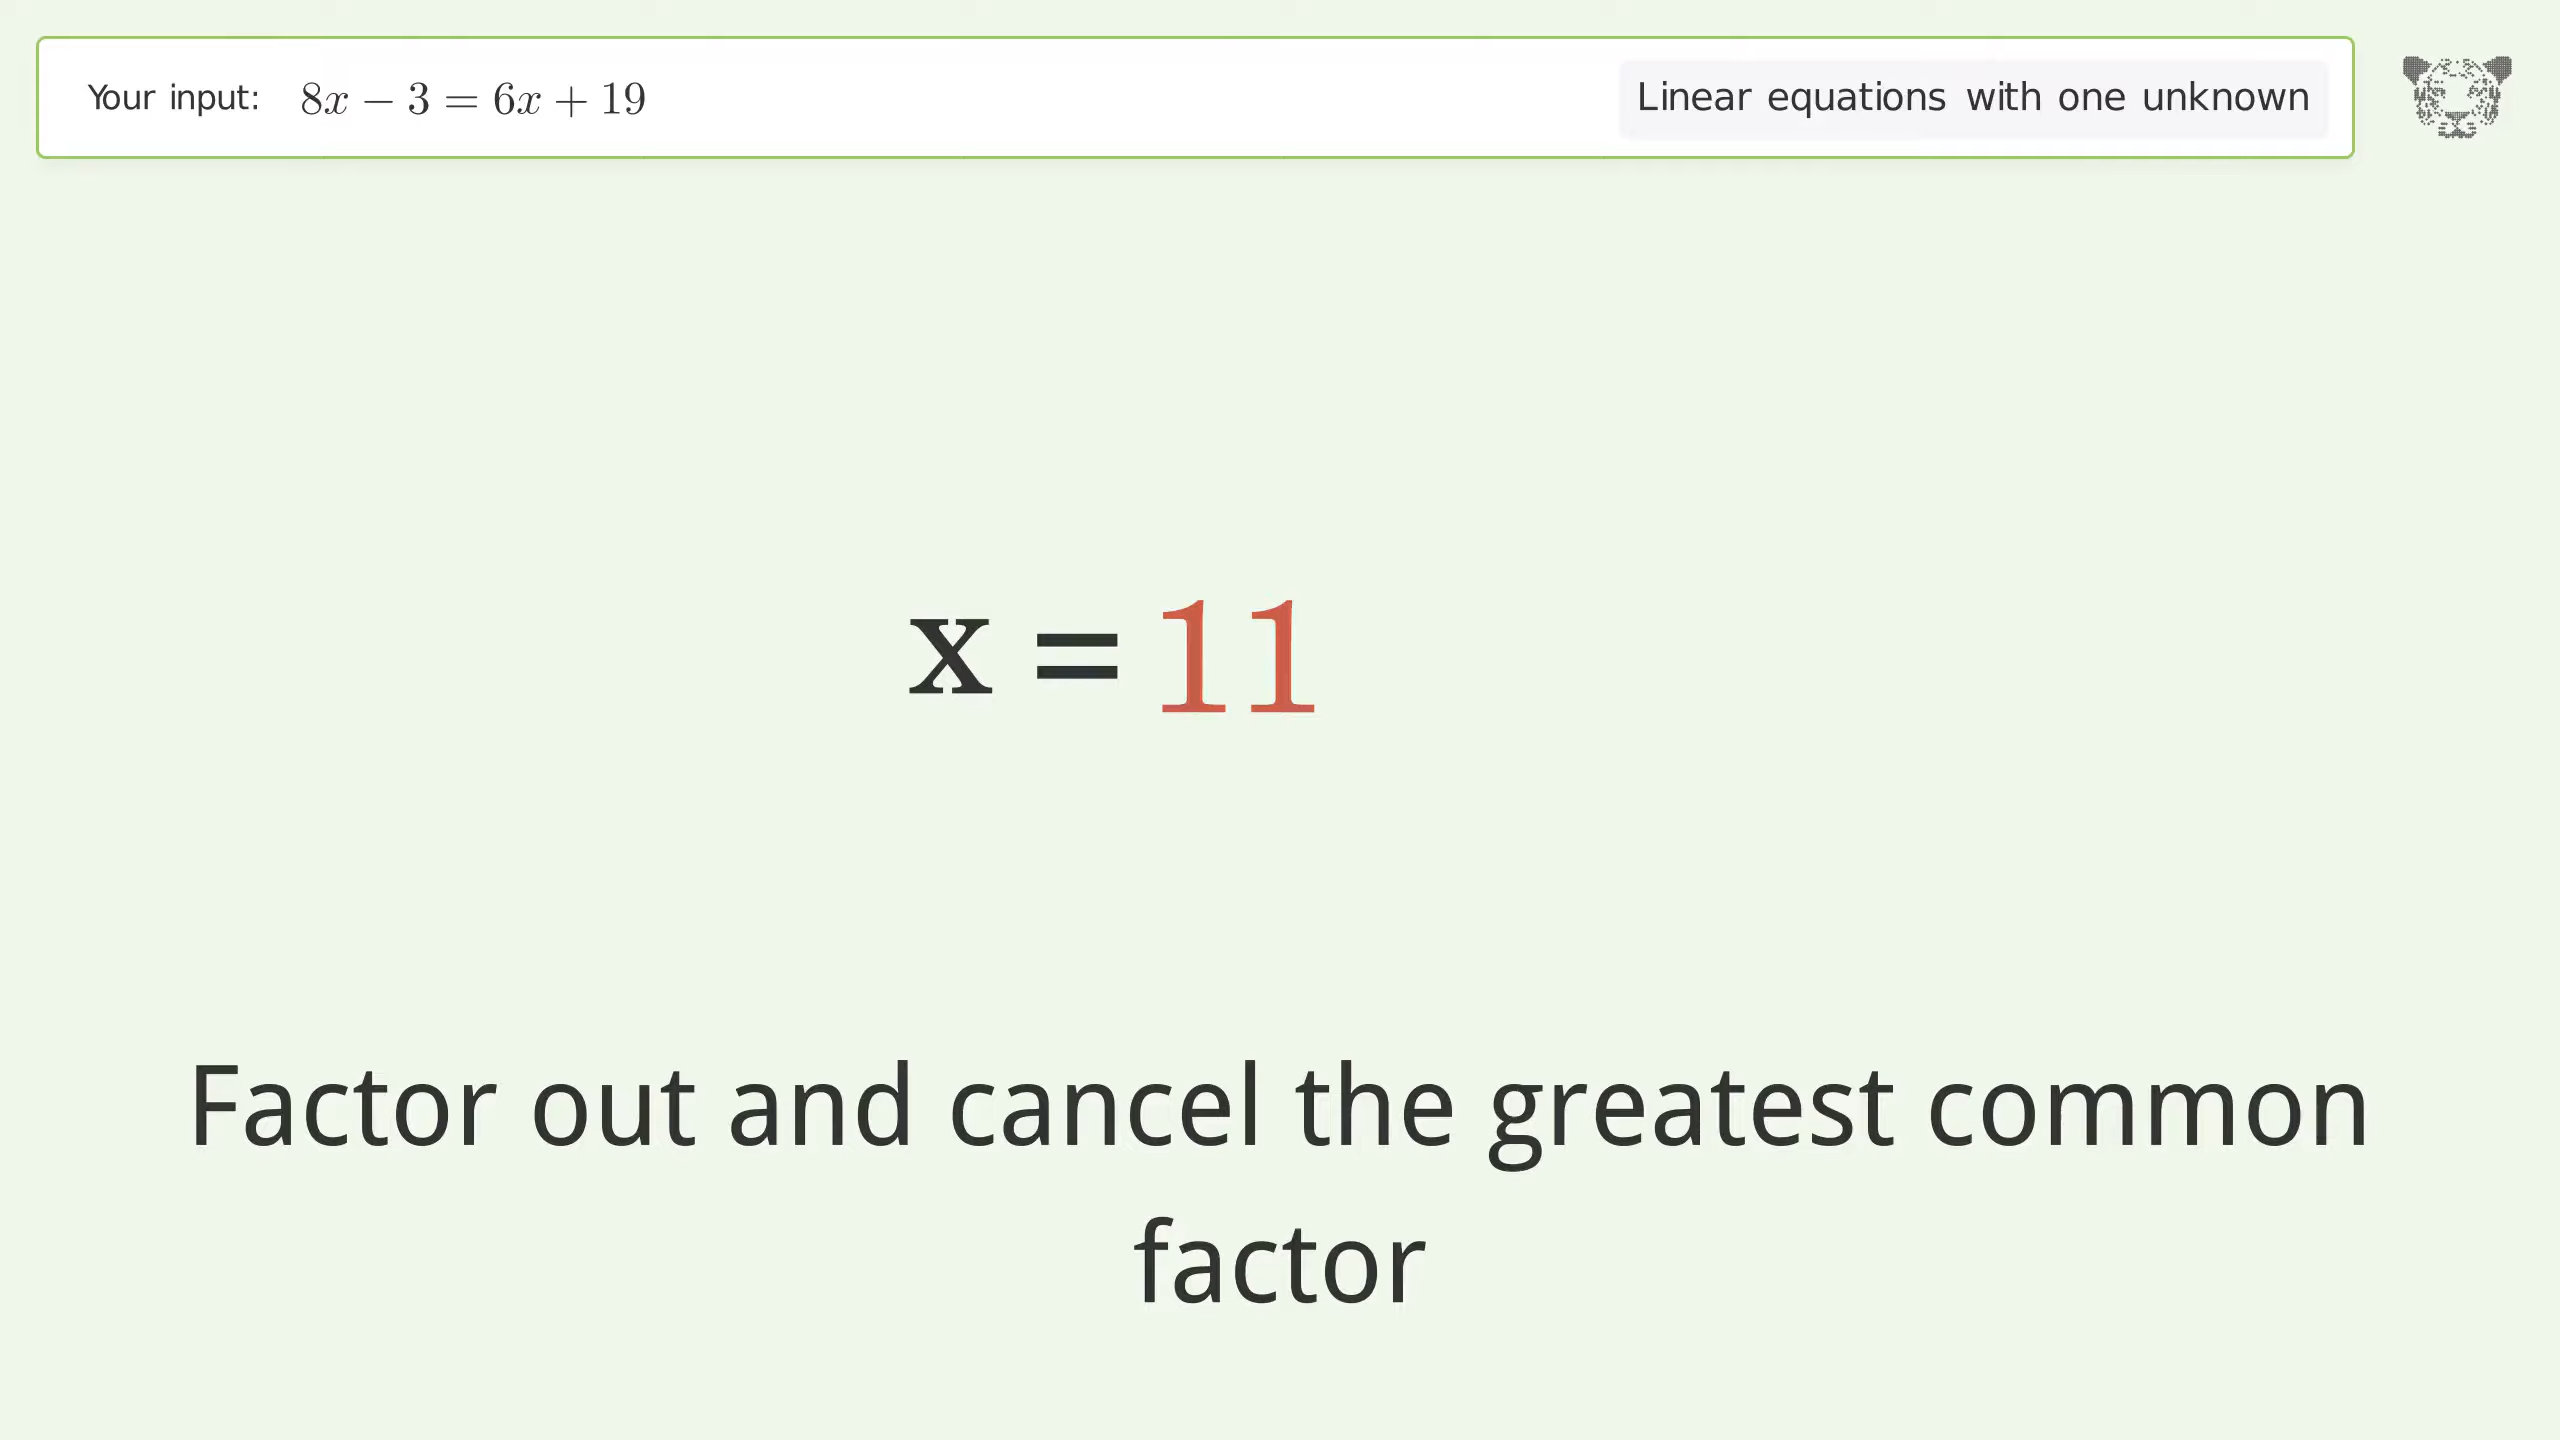 Your input: 8x − 3 = 6x + 19 Linear equations with one unknown
x = 11
Factor out and cancel the greatest common
factor